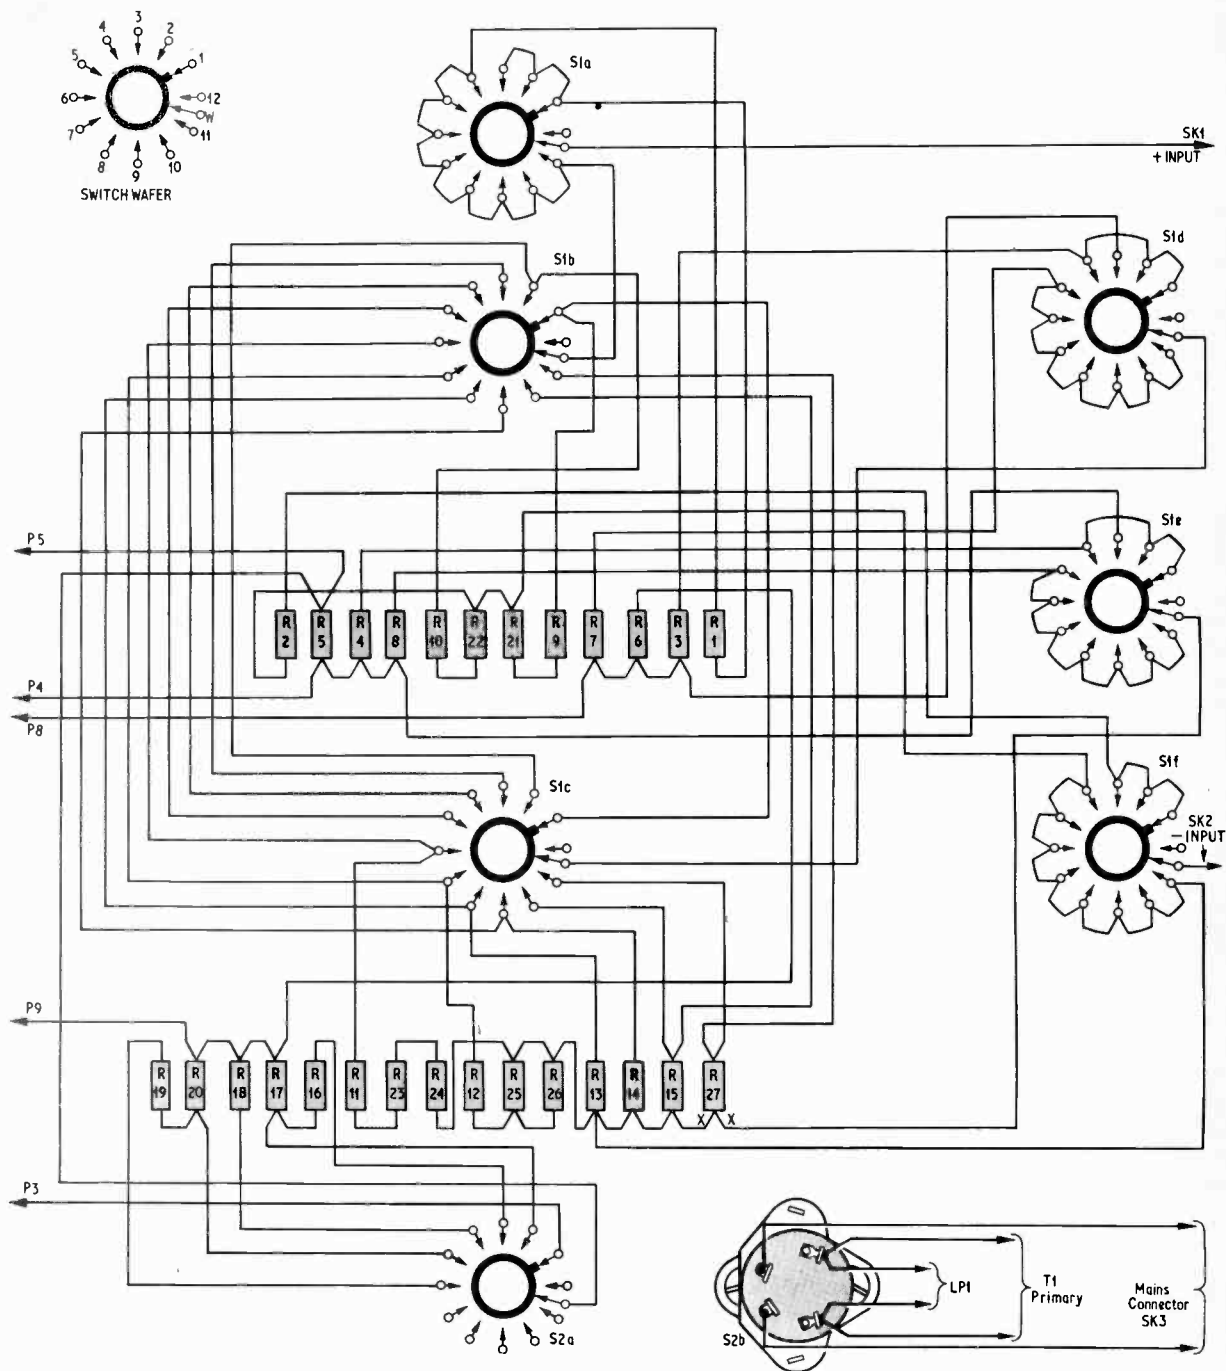 3
4
2
5
1
6
12
W
7
11
8
9
10
SWITCH WAFER
S1a
SK1
+ INPUT
S1b
S1d
P5
S1e
R 2
R 5
R 4
R 8
R 10
R 22
R 21
R 9
R 7
R 6
R 3
R 1
P4
P8
S1c
S1f
SK2
– INPUT
P9
R 19
R 20
R 18
R 17
R 16
R 11
R 23
R 24
R 12
R 25
R 26
R 13
R 14
R 15
R 27
X X
P3
S2a
S2b
LP1
T1
Primary
Mains
Connector
SK3